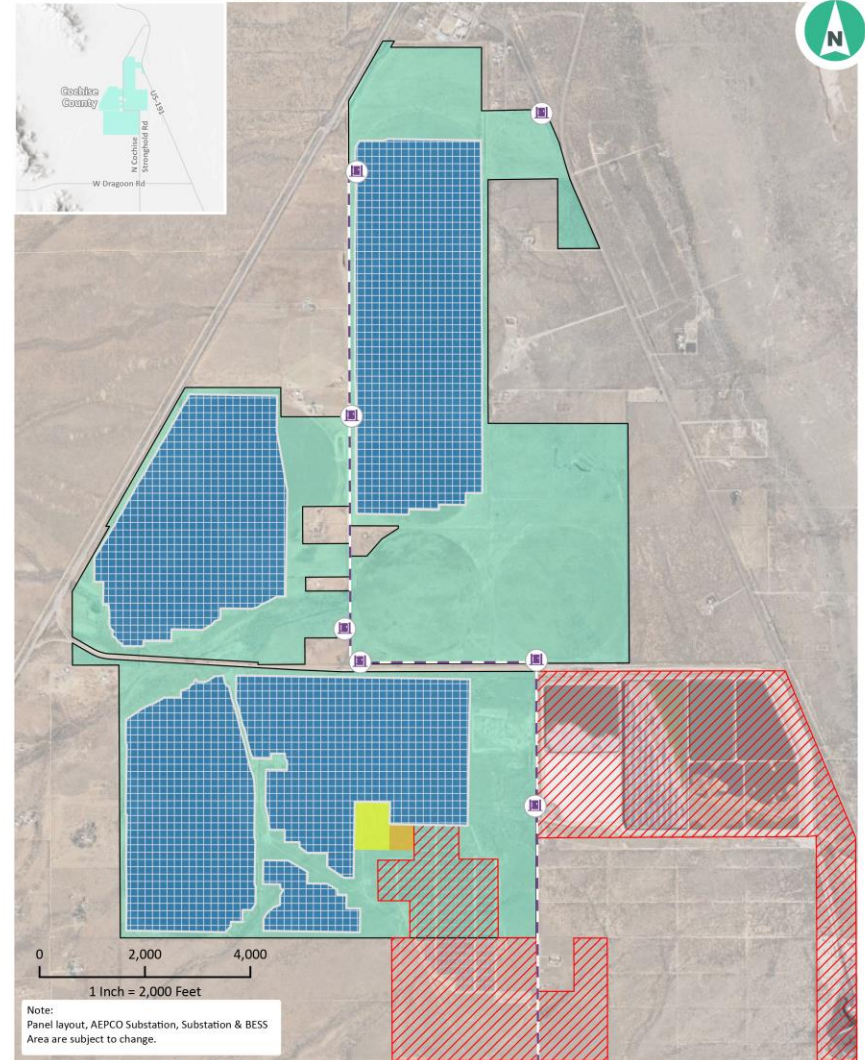 N
Cochise
County
US-191
N Cochise
Stronghold Rd
W Dragoon Rd
0 2,000 4,000
1 Inch = 2,000 Feet
Note:
Panel layout, AEPCO Substation, Substation & BESS
Area are subject to change.